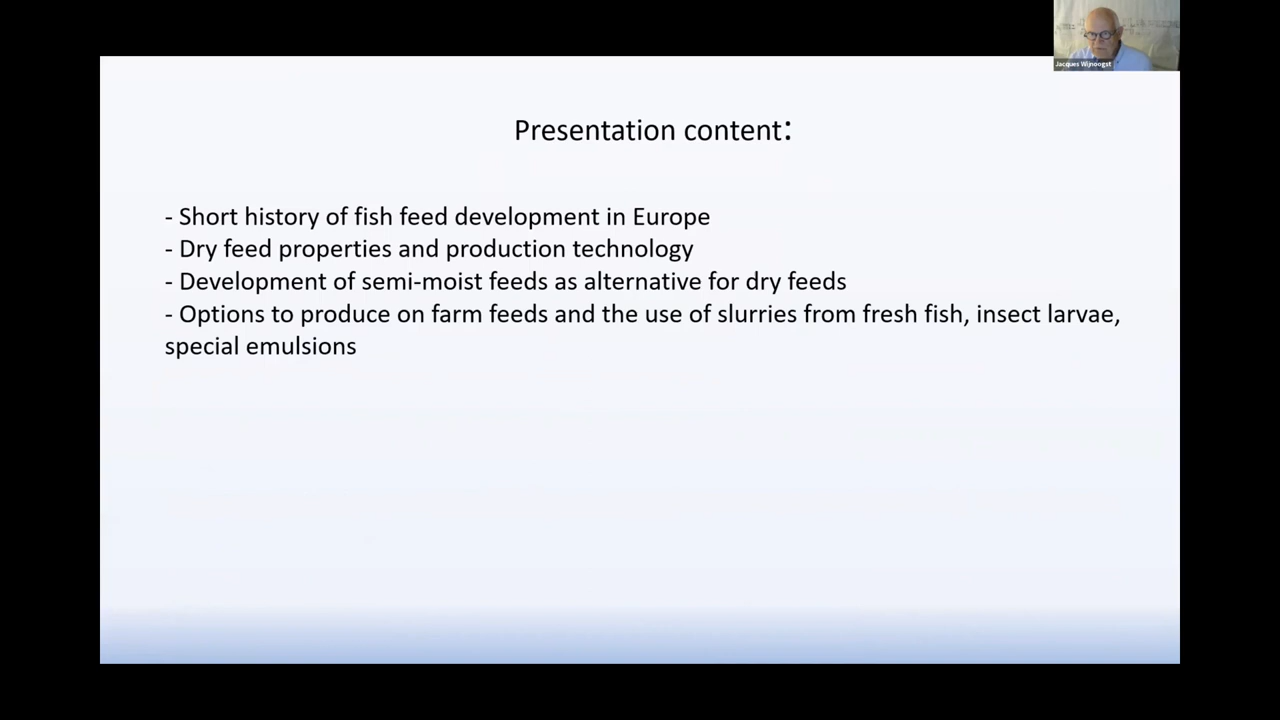 Jacques Wijnoogst
Presentation content:
- Short history of fish feed development in Europe
- Dry feed properties and production technology
- Development of semi-moist feeds as alternative for dry feeds
- Options to produce on farm feeds and the use of slurries from fresh fish, insect larvae,
special emulsions